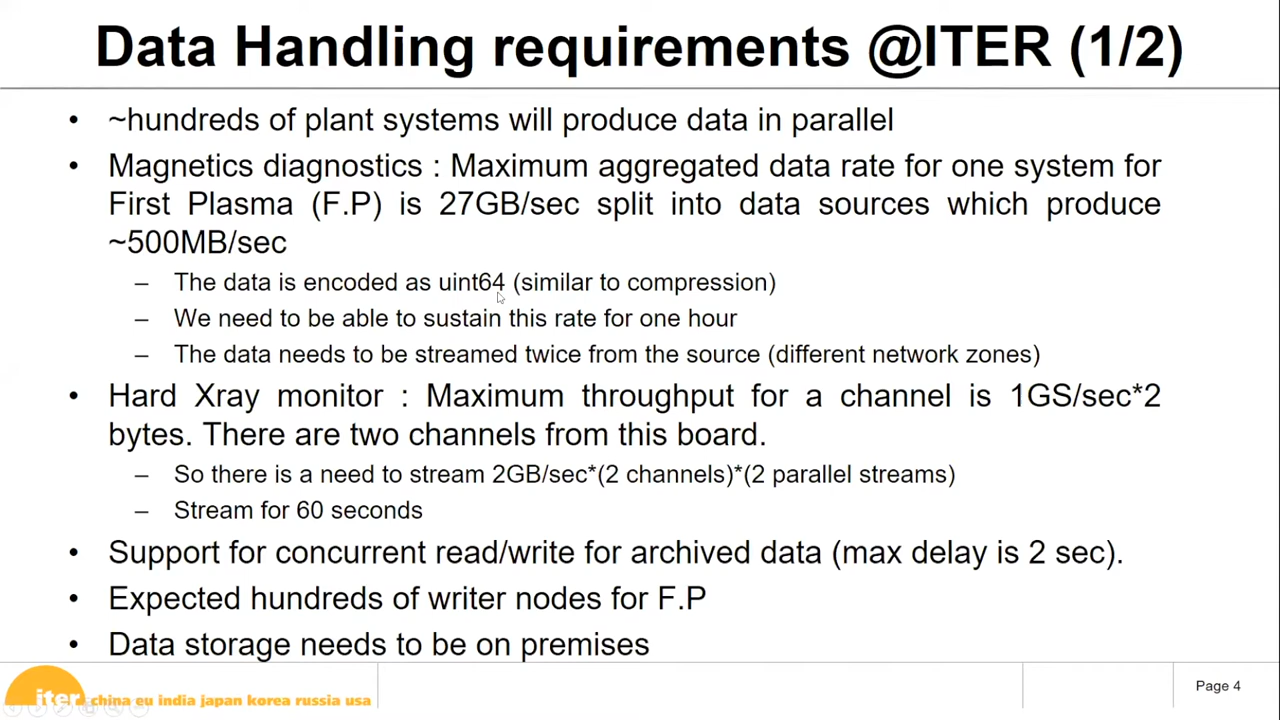 Data Handling requirements @ITER (1/2)
• ~hundreds of plant systems will produce data in parallel
• Magnetics diagnostics : Maximum aggregated data rate for one system for
First Plasma (F.P) is 27GB/sec split into data sources which produce
~500MB/sec
– The data is encoded as uint64 (similar to compression)
– We need to be able to sustain this rate for one hour
– The data needs to be streamed twice from the source (different network zones)
• Hard Xray monitor : Maximum throughput for a channel is 1GS/sec*2
bytes. There are two channels from this board.
– So there is a need to stream 2GB/sec*(2 channels)*(2 parallel streams)
– Stream for 60 seconds
• Support for concurrent read/write for archived data (max delay is 2 sec).
• Expected hundreds of writer nodes for F.P
• Data storage needs to be on premises
iter china eu india japan korea russia usa
Page 4